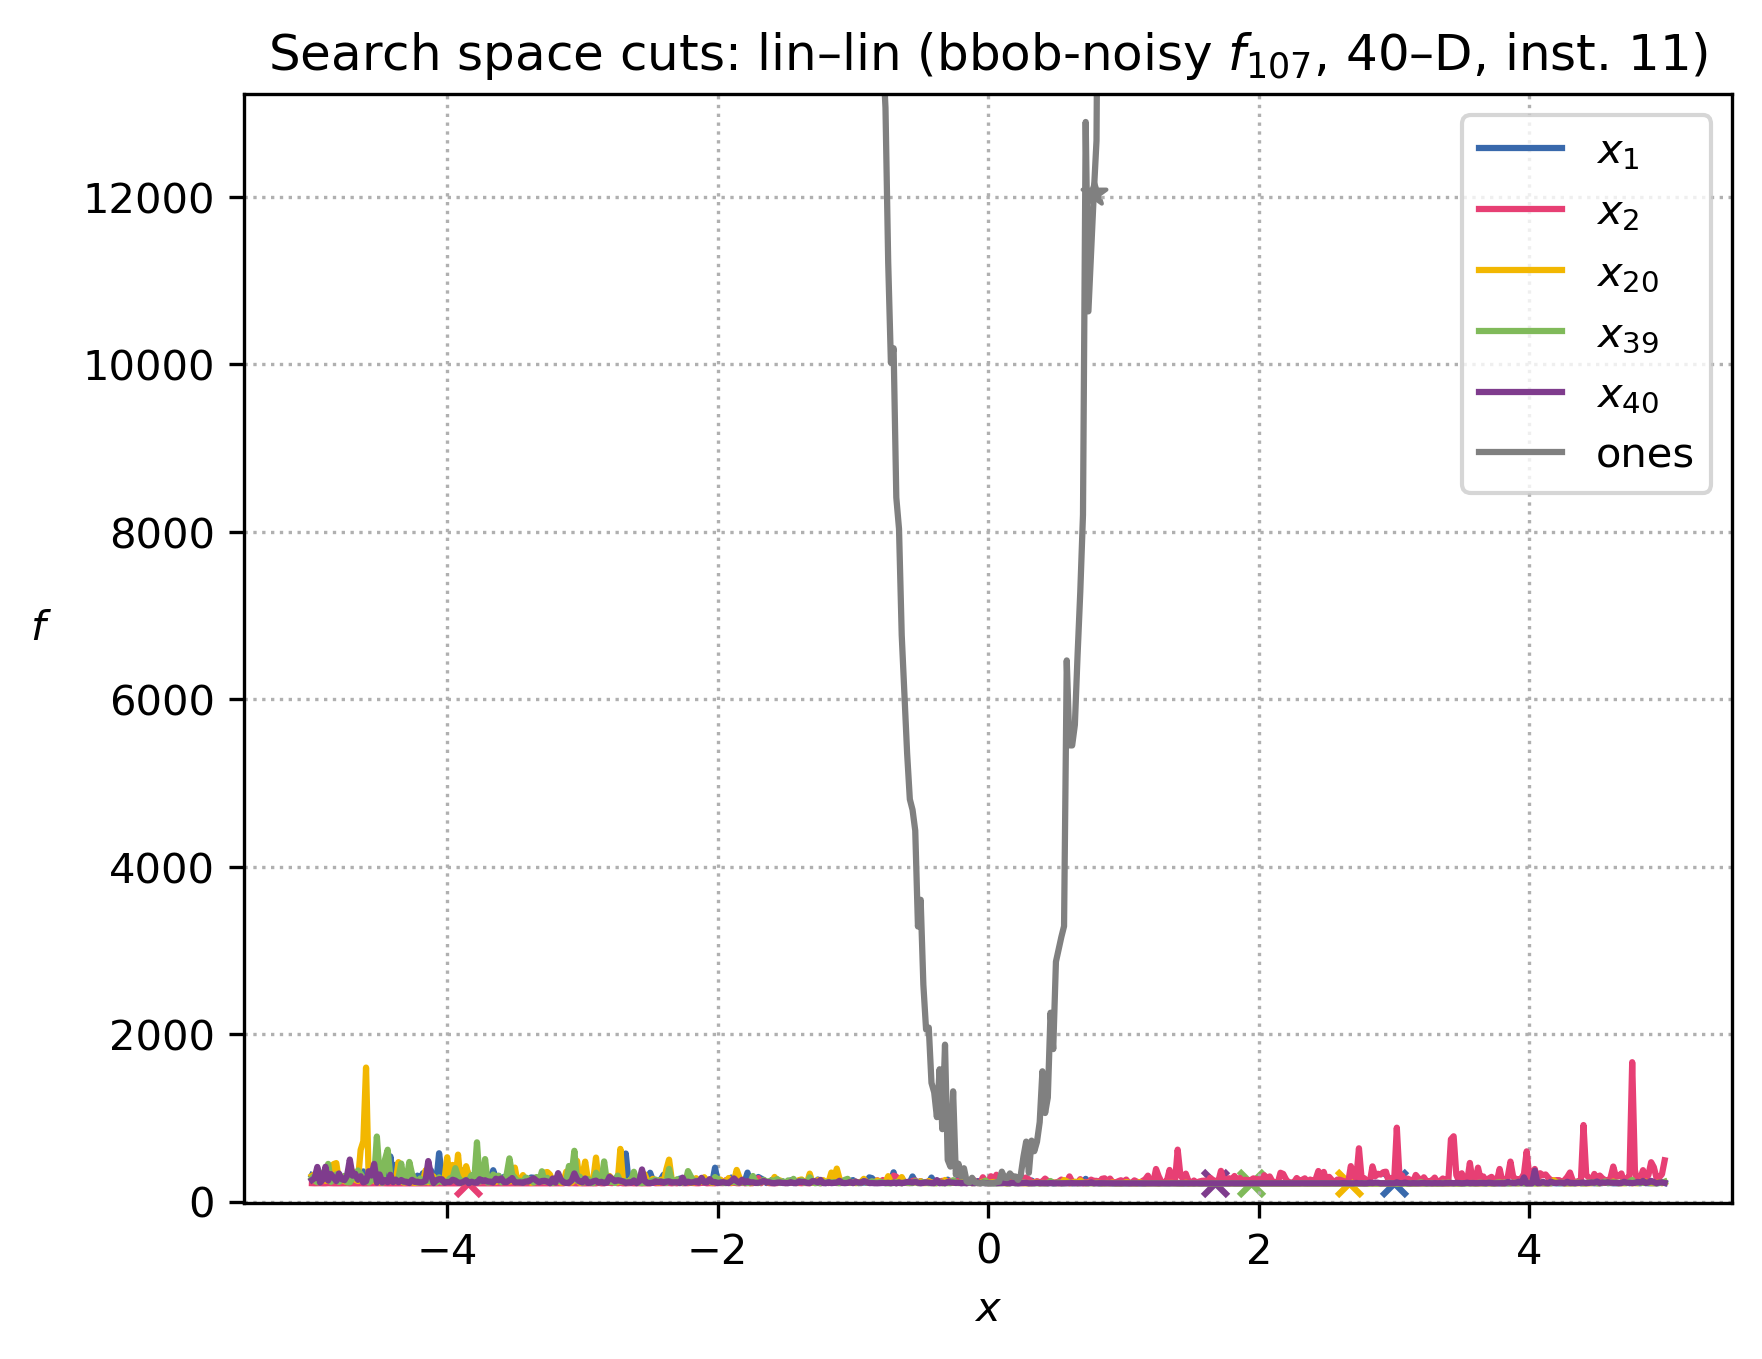 Search space cuts: lin–lin (bbob-noisy f₁₀₇, 40–D, inst. 11)
x₁
x₂
x₂₀
x₃₉
x₄₀
ones
12000
10000
8000
6000
4000
2000
0
f
−4 −2 0 2 4
x